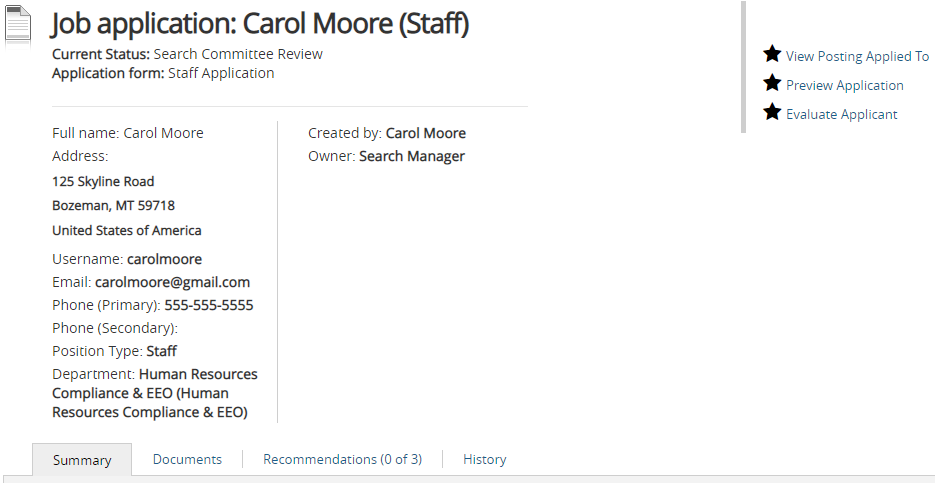 Job application: Carol Moore (Staff)
Current Status: Search Committee Review
Application form: Staff Application
View Posting Applied To
Preview Application
Evaluate Applicant
Full name: Carol Moore
Address:
125 Skyline Road
Bozeman, MT 59718
United States of America
Username: carolmoore
Email: carolmoore@gmail.com
Phone (Primary): 555-555-5555
Phone (Secondary):
Position Type: Staff
Department: Human Resources
Compliance & EEO (Human
Resources Compliance & EEO)
Created by: Carol Moore
Owner: Search Manager
Summary
Documents
Recommendations (0 of 3)
History